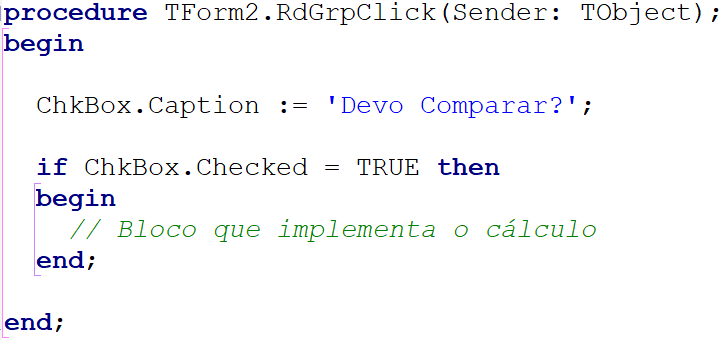 procedure TForm2.RdGrpClick(Sender: TObject);
begin
ChkBox.Caption := 'Devo Comparar?';
if ChkBox.Checked = TRUE then
begin
// Bloco que implementa o cálculo
end;
end;